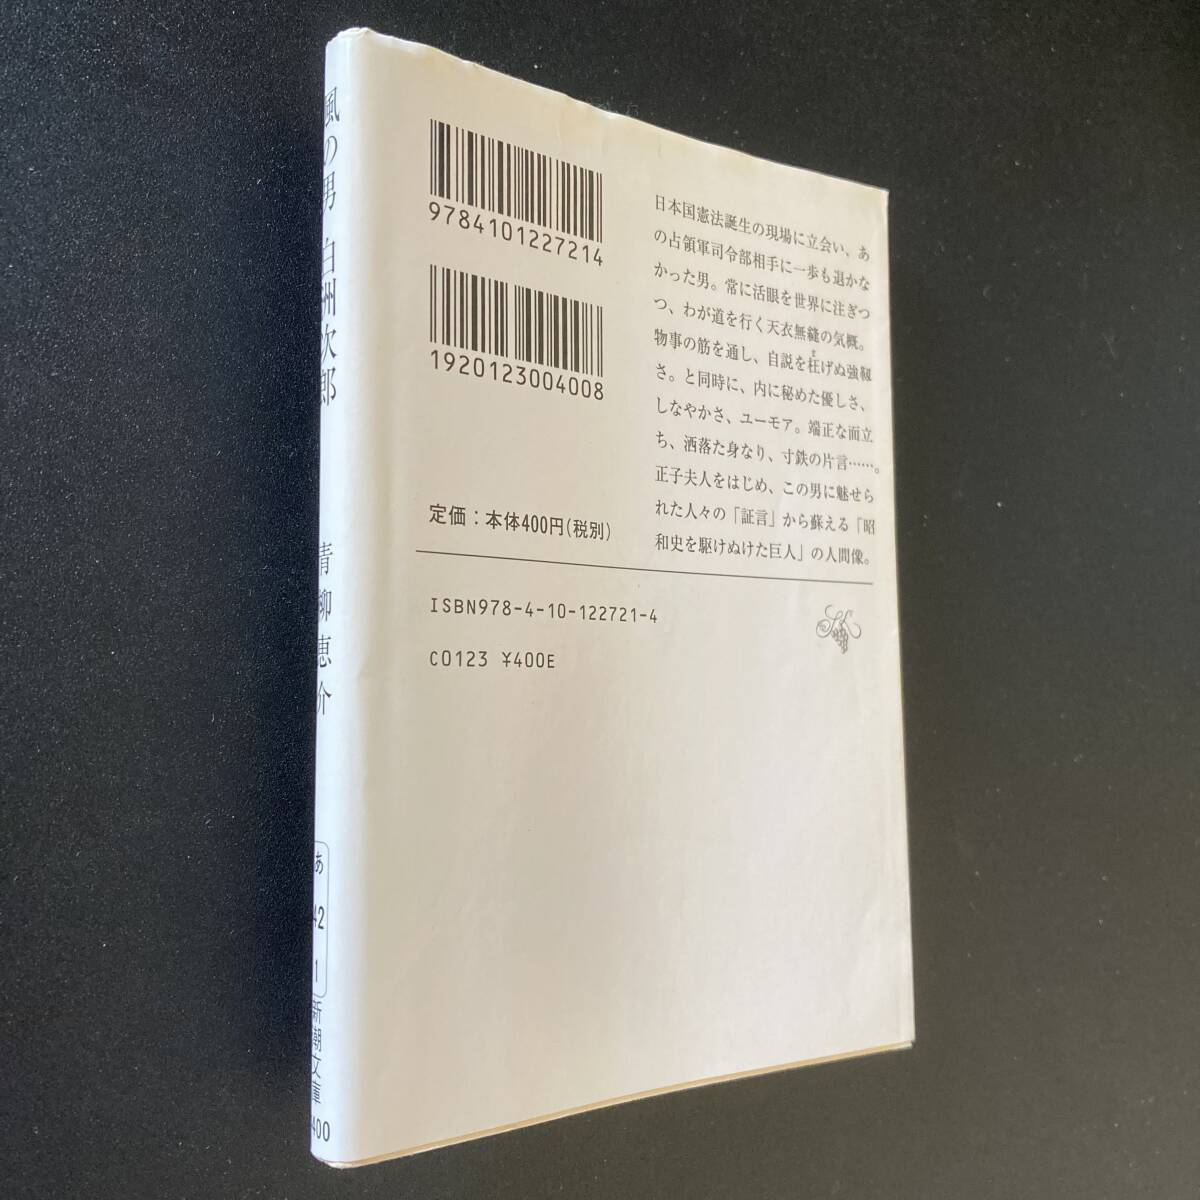 風の男 白洲次郎
青柳恵介
あ
42
1
新潮文庫
400
9784101227214
1920123004008
定価：本体400円(税別)
日本国憲法誕生の現場に立会い、あ
の占領軍司令部相手に一歩も退かな
かった男。常に活眼を世界に注ぎつ
つ、わが道を行く天衣無縫の気概。
物事の筋を通し、自説を枉げぬ強靱
さ。と同時に、内に秘めた優しさ、
しなやかさ、ユーモア。端正な面立
ち、洒落た身なり、寸鉄の片言……。
正子夫人をはじめ、この男に魅せら
れた人々の「証言」から蘇える「昭
和史を駆けぬけた巨人」の人間像。
ISBN978-4-10-122721-4
C0123 ¥400E